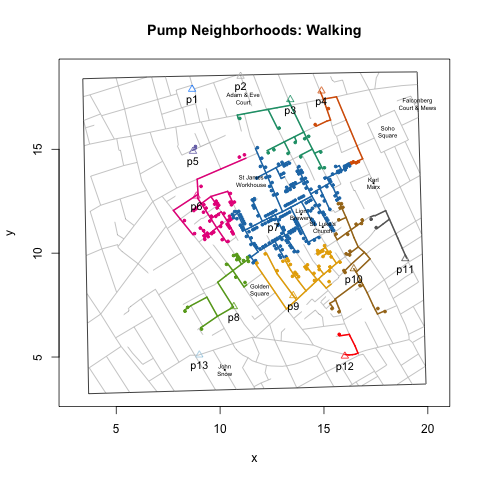 Pump Neighborhoods: Walking
p1
p2
Adam & Eve
Court
p3
p4
Falconberg
Court & Mews
Soho
Square
p5
St James
Workhouse
Karl
Marx
p6
p7
Lion
Brewery
St Luke's
Church
p10
p11
Golden
Square
p8
p9
p13
John
Snow
p12
5
10
15
20
5
10
15
x
y